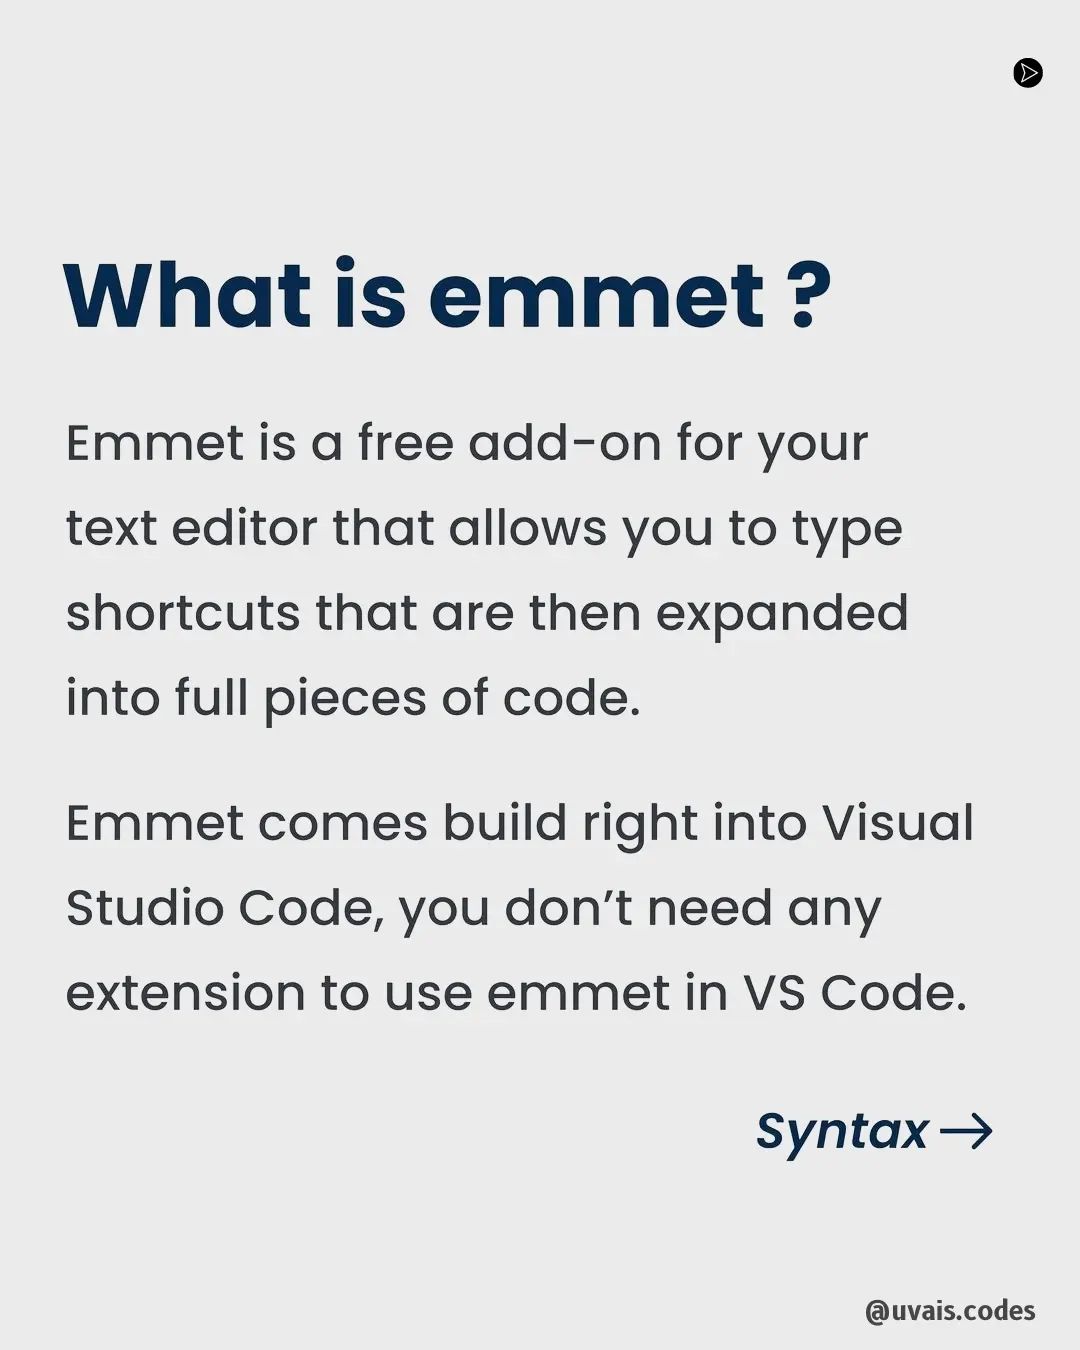 What is emmet ?
Emmet is a free add-on for your
text editor that allows you to type
shortcuts that are then expanded
into full pieces of code.
Emmet comes build right into Visual
Studio Code, you don’t need any
extension to use emmet in VS Code.
Syntax →
@uvais.codes